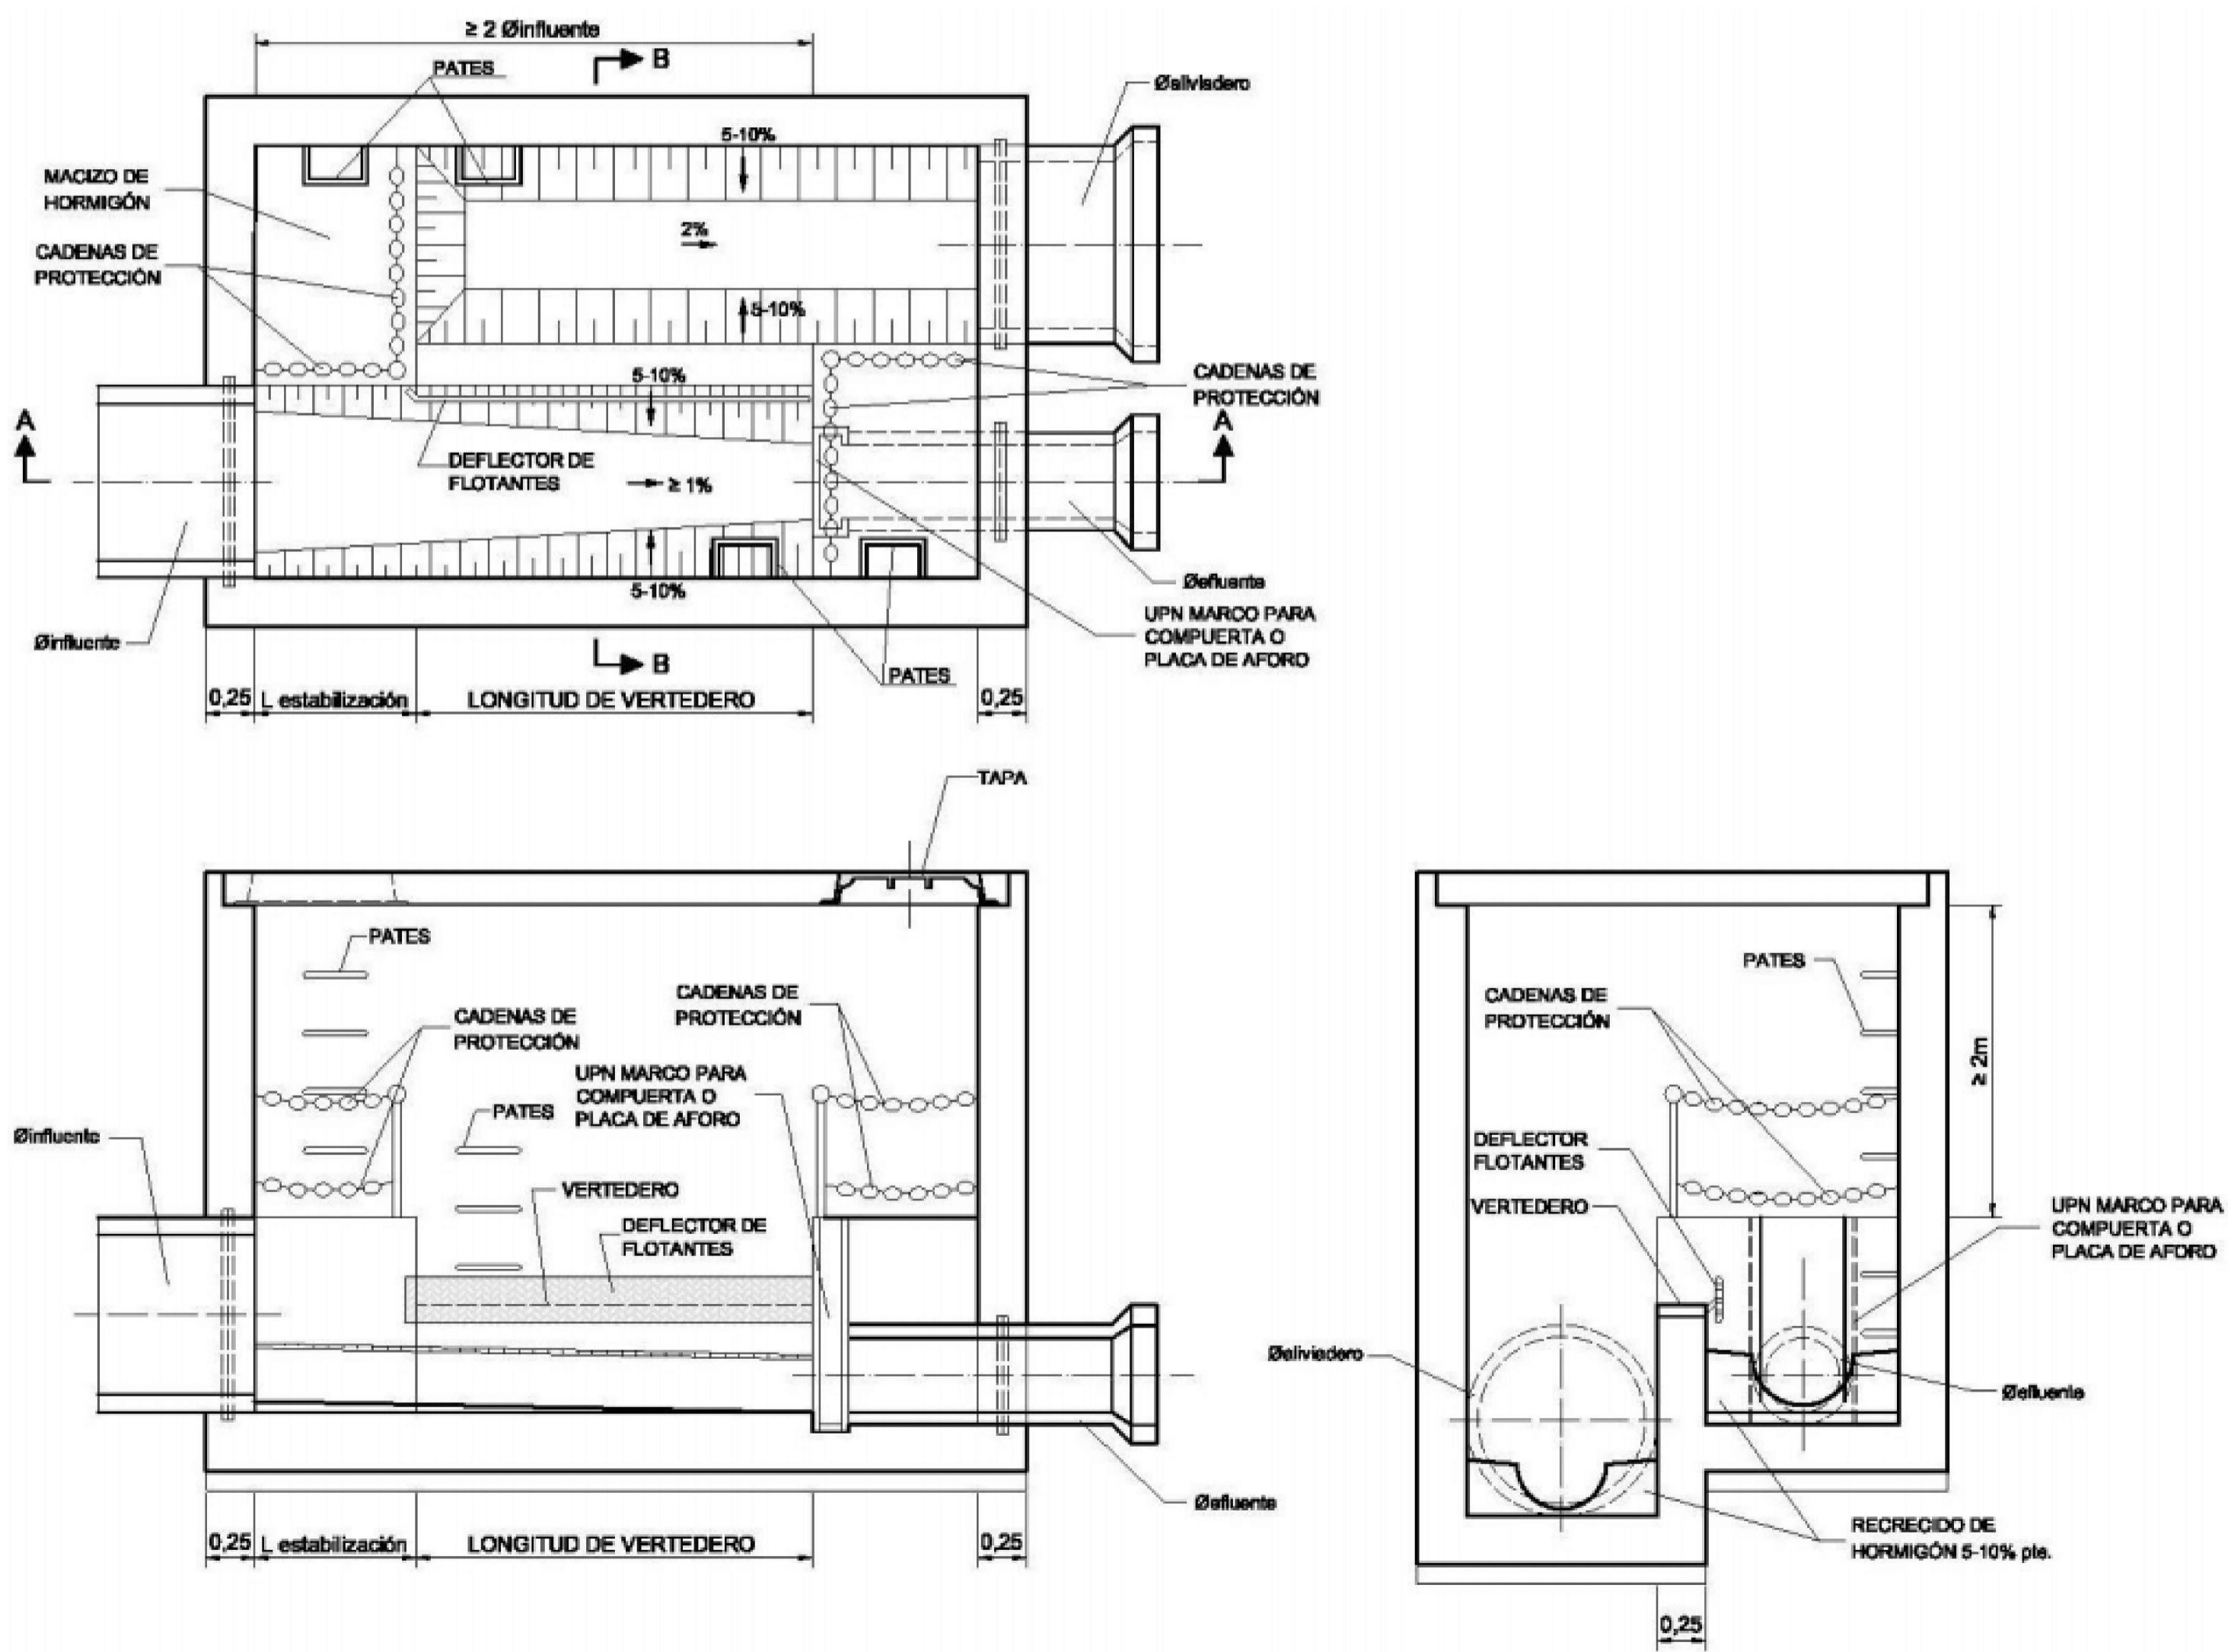 ≥ 2 Øinfluente
PATES
B
Øaliviadero
5-10%
MACIZO DE
HORMIGÓN
CADENAS DE
PROTECCIÓN
2%
5-10%
5-10%
CADENAS DE
PROTECCIÓN
A
A
DEFLECTOR DE
FLOTANTES
≥ 1%
Øefluente
5-10%
UPN MARCO PARA
COMPUERTA O
PLACA DE AFORO
Øinfluente
B
PATES
0,25
L estabilización
LONGITUD DE VERTEDERO
0,25
TAPA
PATES
CADENAS DE
PROTECCIÓN
CADENAS DE
PROTECCIÓN
UPN MARCO PARA
COMPUERTA O
PLACA DE AFORO
PATES
Øinfluente
VERTEDERO
DEFLECTOR DE
FLOTANTES
Øefluente
0,25
L estabilización
LONGITUD DE VERTEDERO
0,25
PATES
CADENAS DE
PROTECCIÓN
≥ 2m
DEFLECTOR
FLOTANTES
VERTEDERO
UPN MARCO PARA
COMPUERTA O
PLACA DE AFORO
Øaliviadero
Øefluente
RECRECIDO DE
HORMIGÓN 5-10% pte.
0,25